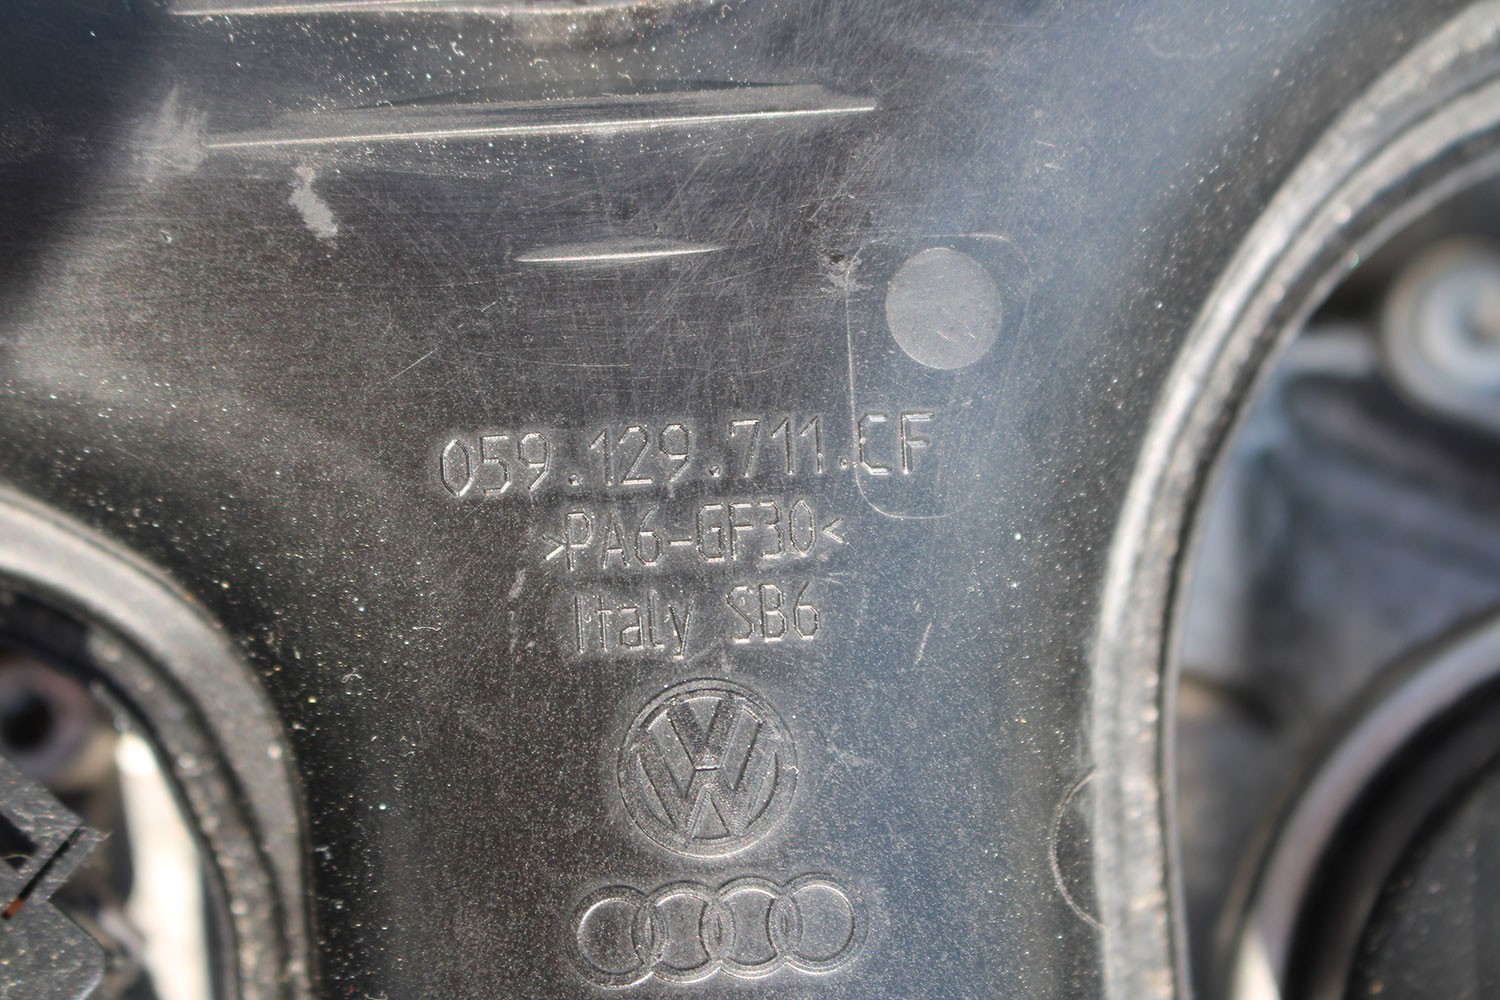 059.129.711.CF
>PA6-GF30<
Italy SB6